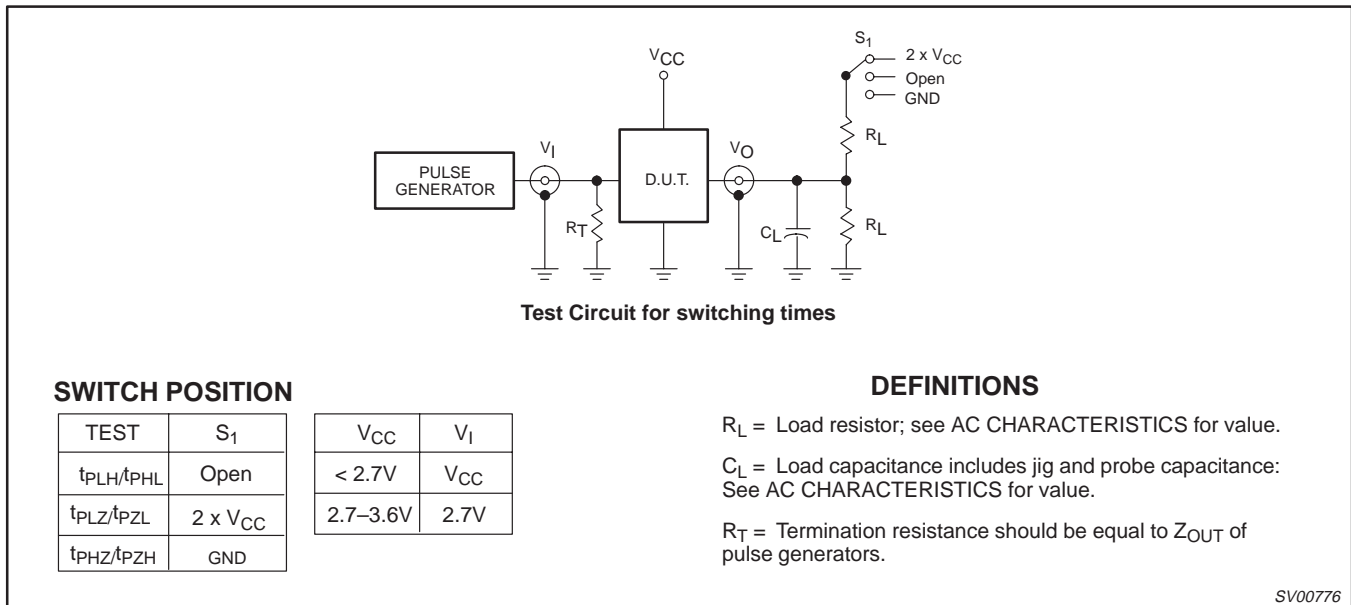 S1
2 x VCC
Open
GND
VCC
RL
VI
VO
PULSE
GENERATOR
D.U.T.
RT
CL
RL
Test Circuit for switching times
SWITCH POSITION
TEST S1
tPLH/tPHL Open
tPLZ/tPZL 2 x VCC
tPHZ/tPZH GND
VCC VI
< 2.7V VCC
2.7–3.6V 2.7V
DEFINITIONS
RL = Load resistor; see AC CHARACTERISTICS for value.
CL = Load capacitance includes jig and probe capacitance:
See AC CHARACTERISTICS for value.
RT = Termination resistance should be equal to ZOUT of
pulse generators.
SV00776